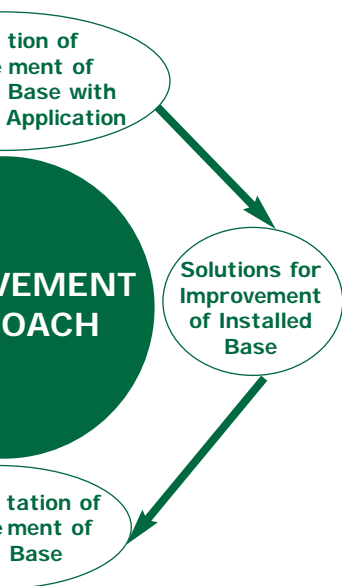 tion of
ment of
Base with
Application
VEMENT
OACH
Solutions for
Improvement
of Installed
Base
tation of
ement of
Base